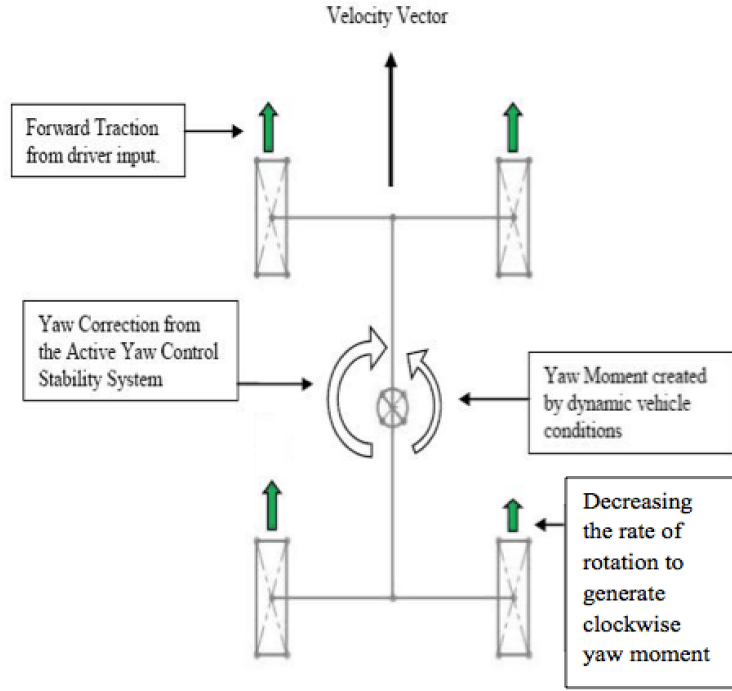 Velocity Vector
Forward Traction
from driver input.
Yaw Correction from
the Active Yaw Control
Stability System
Yaw Moment created
by dynamic vehicle
conditions
Decreasing
the rate of
rotation to
generate
clockwise
yaw moment